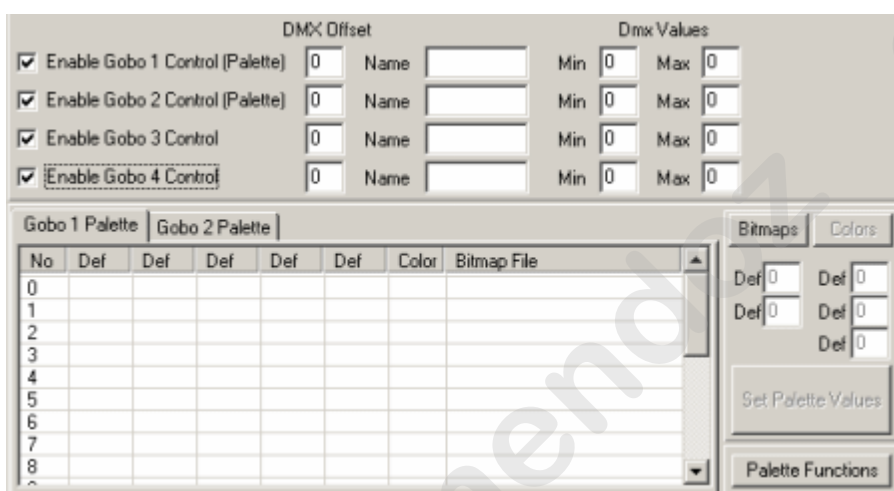 DMX Offset Dmx Values
Enable Gobo 1 Control (Palette) 0 Name Min 0 Max 0
Enable Gobo 2 Control (Palette) 0 Name Min 0 Max 0
Enable Gobo 3 Control 0 Name Min 0 Max 0
Enable Gobo 4 Control 0 Name Min 0 Max 0
Gobo 1 Palette Gobo 2 Palette Bitmaps Colors
No Def Def Def Def Def Color Bitmap File
0 Def 0 Def 0
1 Def 0 Def 0
2
3 Def 0
4
5 Set Palette Values
6
7
8 Palette Functions